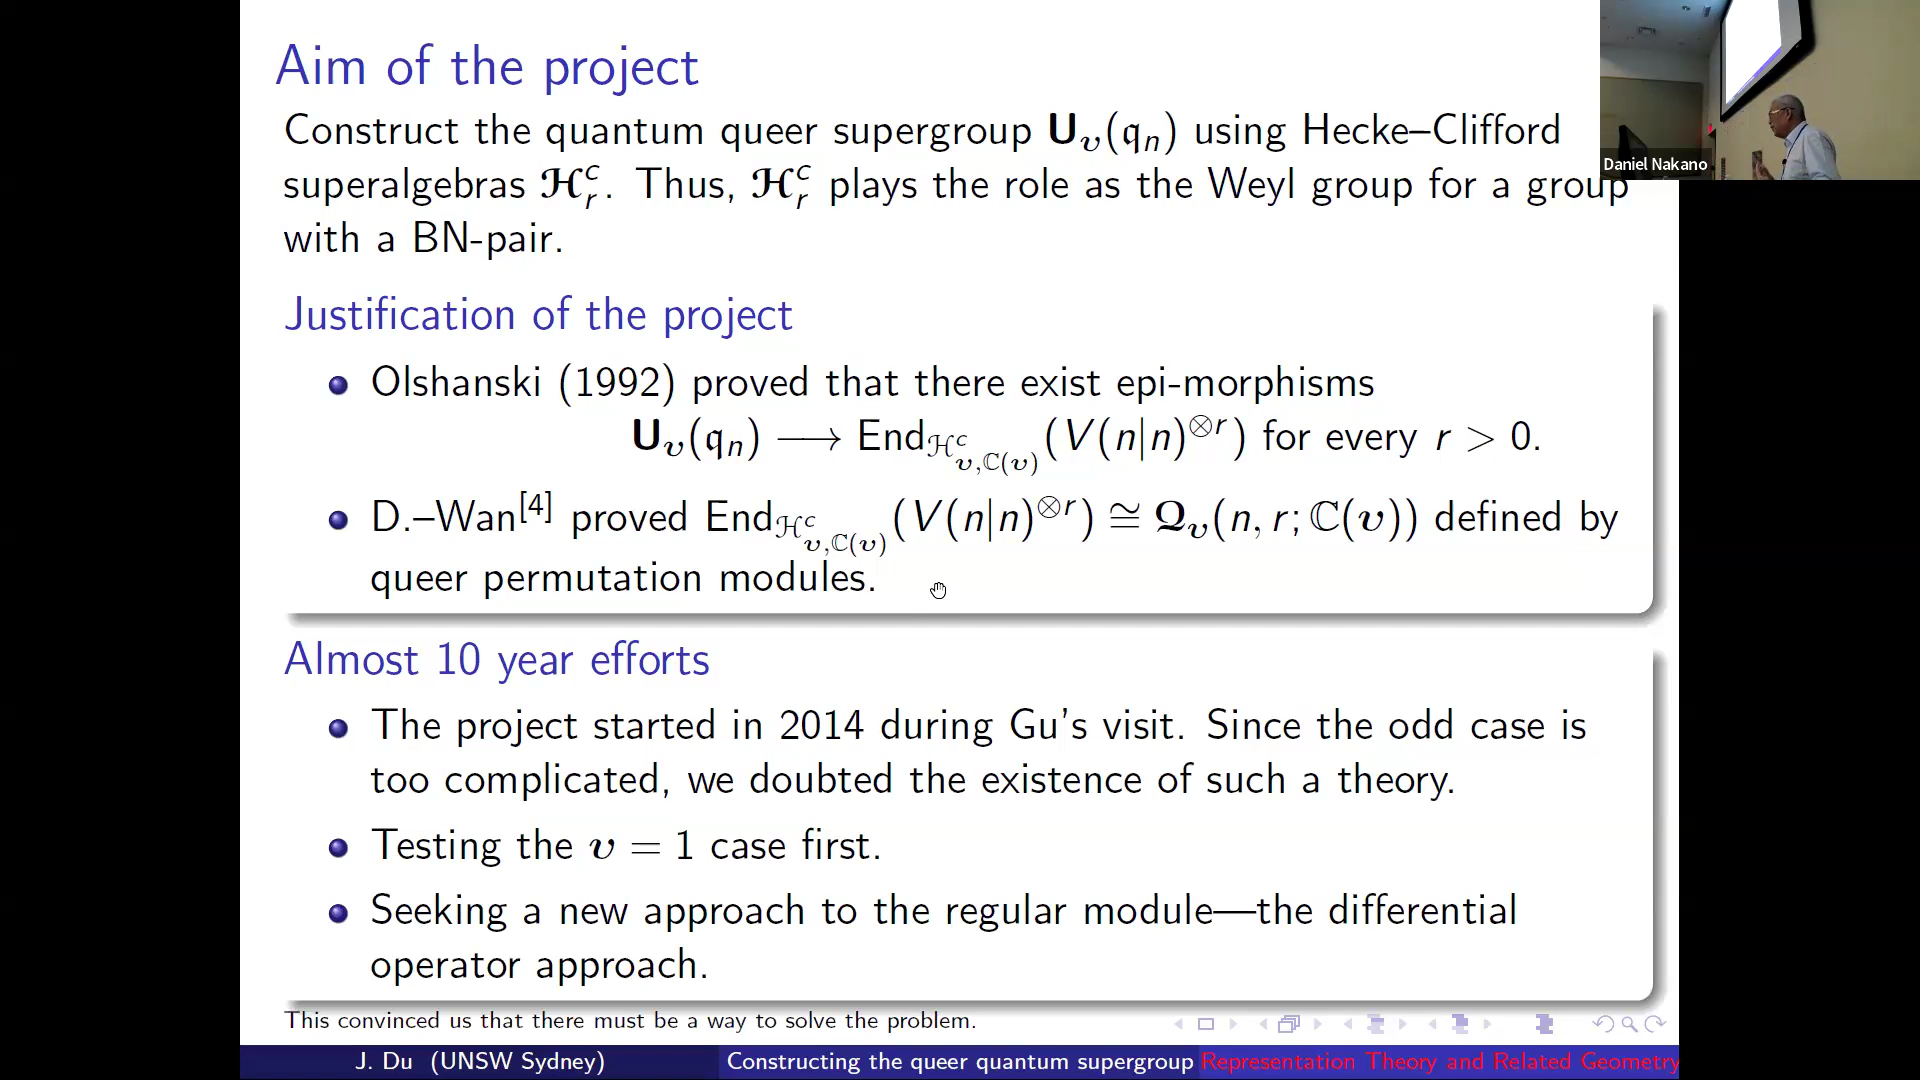 Aim of the project
Construct the quantum queer supergroup 𝐔_𝝊(𝔮_n) using Hecke–Clifford
superalgebras ℋ_r^c. Thus, ℋ_r^c plays the role as the Weyl group for a group
with a BN-pair.
Daniel Nakano
Justification of the project
Olshanski (1992) proved that there exist epi-morphisms
𝐔_𝝊(𝔮_n) ⟶ End_{ℋ^c_{𝝊,ℂ(𝝊)}}(V(n|n)^{⊗r}) for every r > 0.
D.–Wan^[4] proved End_{ℋ^c_{𝝊,ℂ(𝝊)}}(V(n|n)^{⊗r}) ≅ 𝒬_𝝊(n, r; ℂ(𝝊)) defined by
queer permutation modules.
Almost 10 year efforts
The project started in 2014 during Gu's visit. Since the odd case is
too complicated, we doubted the existence of such a theory.
Testing the 𝝊 = 1 case first.
Seeking a new approach to the regular module—the differential
operator approach.
This convinced us that there must be a way to solve the problem.
J. Du (UNSW Sydney)
Constructing the queer quantum supergroup
Representation Theory and Related Geometry